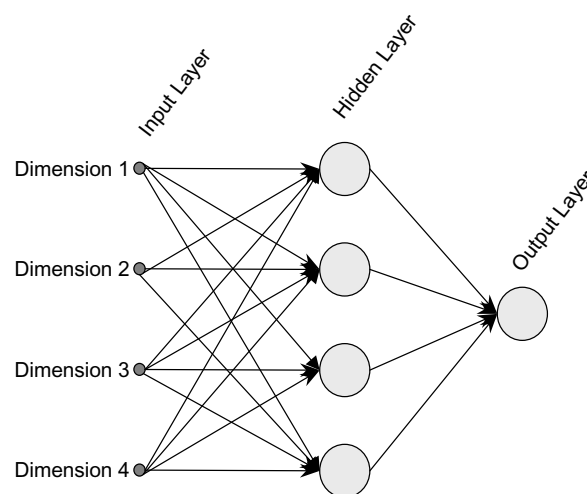 Input Layer
Hidden Layer
Output Layer
Dimension 1
Dimension 2
Dimension 3
Dimension 4